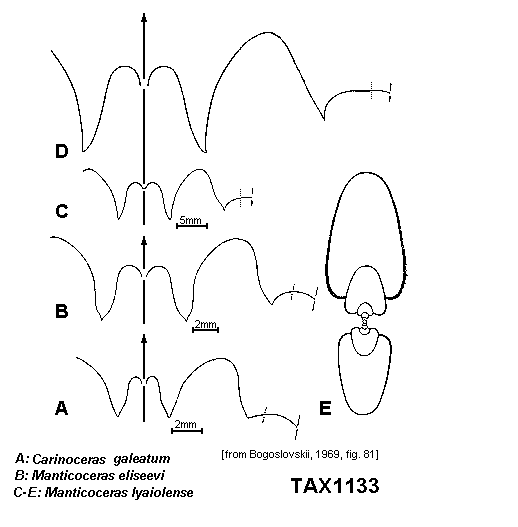 D
C
5mm
B
2mm
A
2mm
E
[from Bogoslovskii, 1969, fig. 81]
A: Carinoceras galeatum
B: Manticoceras eliseevi
C-E: Manticoceras lyaiolense
TAX1133